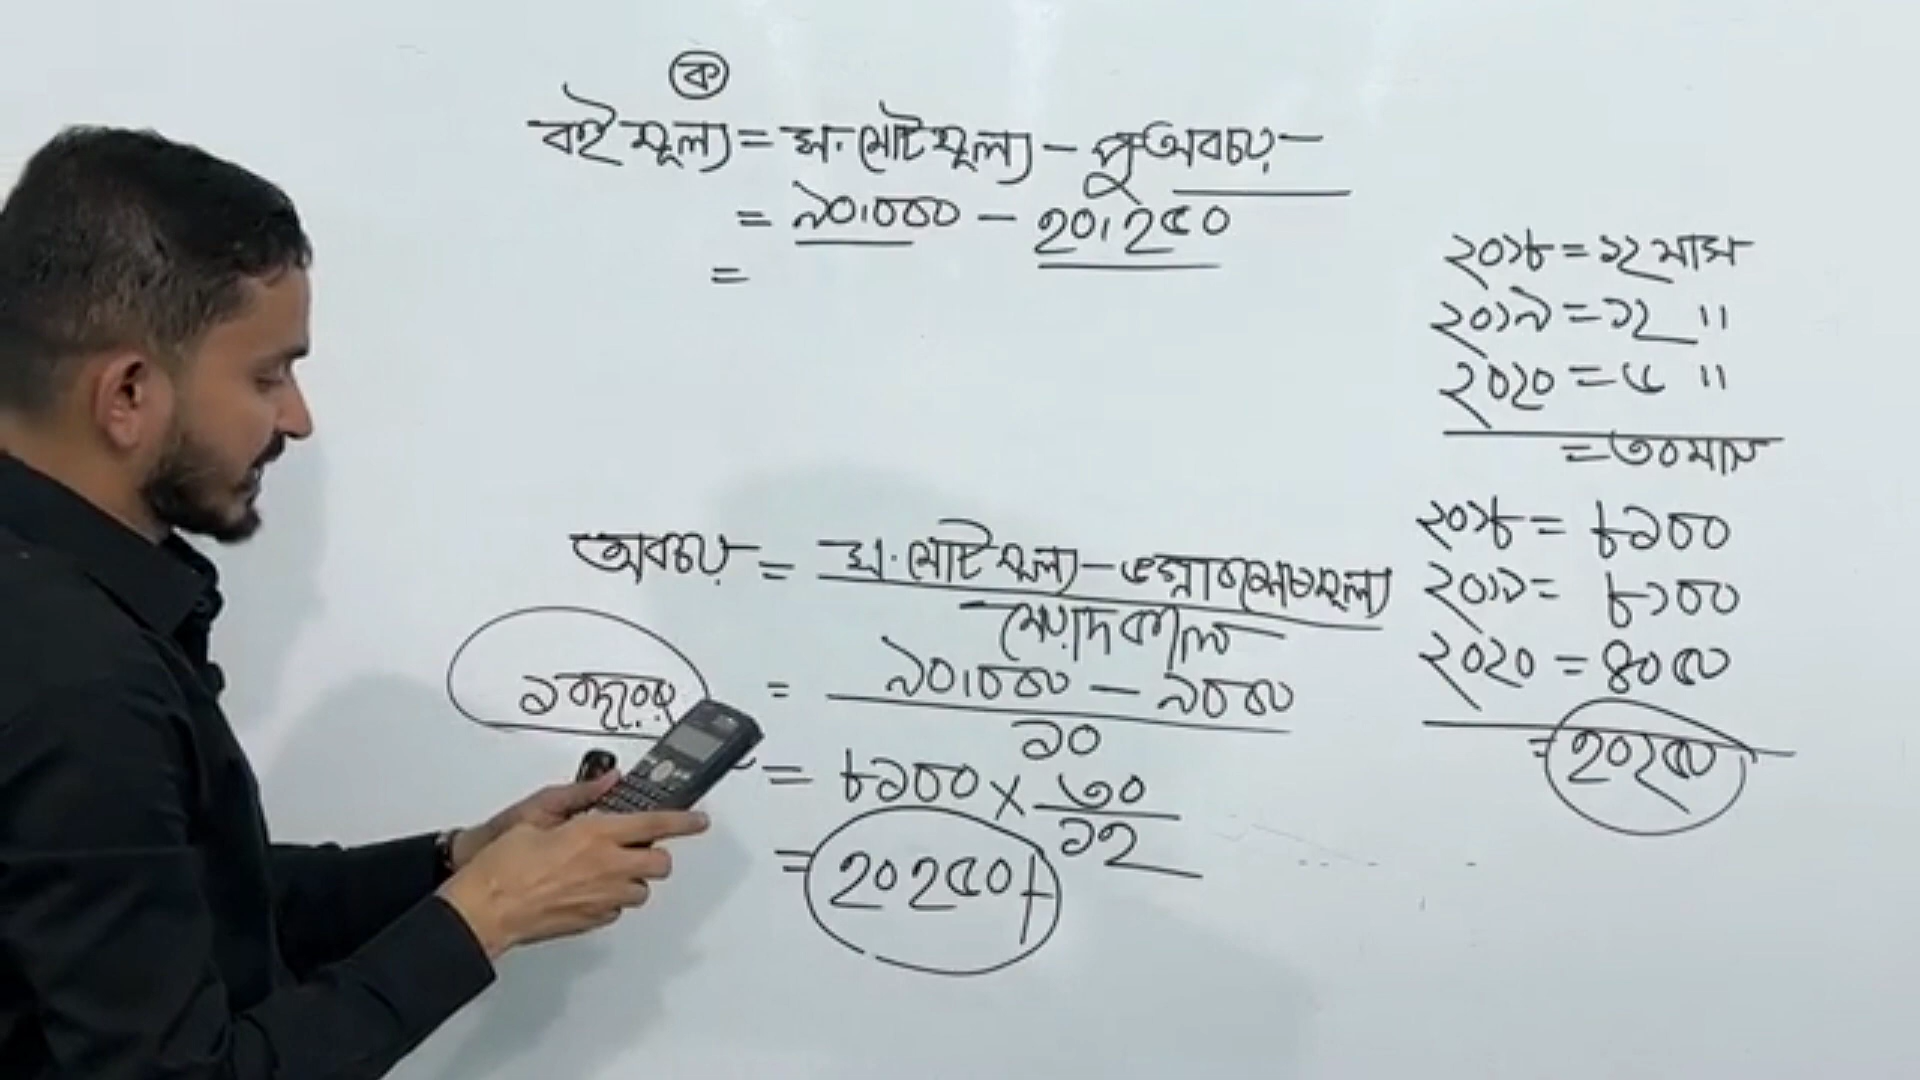 ক
বই মূল্য = স. মোট মূল্য - পু অবচয়
= ৯০,০০০ - ২০,২৫০
=
২০১৮ = ১২ মাস
২০১৯ = ১২ "
২০২০ = ৬ "
= ৩০ মাস
২০১৮ = ৮১০০
২০১৯ = ৮১০০
২০২০ = ৪০৫০
= ২০২৫০
অবচয় = স. মোট মূল্য - ভগ্নাবশেষ মূল্য
মেয়াদকাল
১ বছরের = ৯০,০০০ - ৯০০০
১০
= ৮১০০ × ৩০
১২
= ২০২৫০/